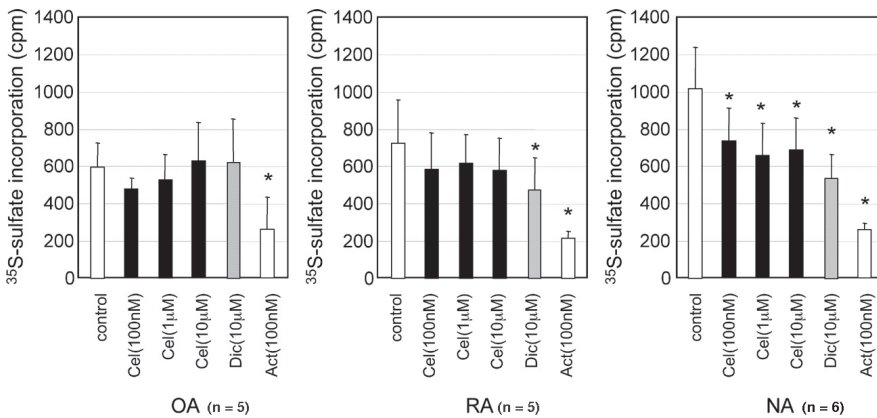 ³⁵S-sulfate incorporation (cpm)
1400
1200
1000
800
600
400
200
0
*
control
Cel(100nM)
Cel(1μM)
Cel(10μM)
Dic(10μM)
Act(100nM)
OA (n = 5)
³⁵S-sulfate incorporation (cpm)
1400
1200
1000
800
600
400
200
0
*
*
control
Cel(100nM)
Cel(1μM)
Cel(10μM)
Dic(10μM)
Act(100nM)
RA (n = 5)
³⁵S-sulfate incorporation (cpm)
1400
1200
1000
800
600
400
200
0
*
*
*
*
*
control
Cel(100nM)
Cel(1μM)
Cel(10μM)
Dic(10μM)
Act(100nM)
NA (n = 6)